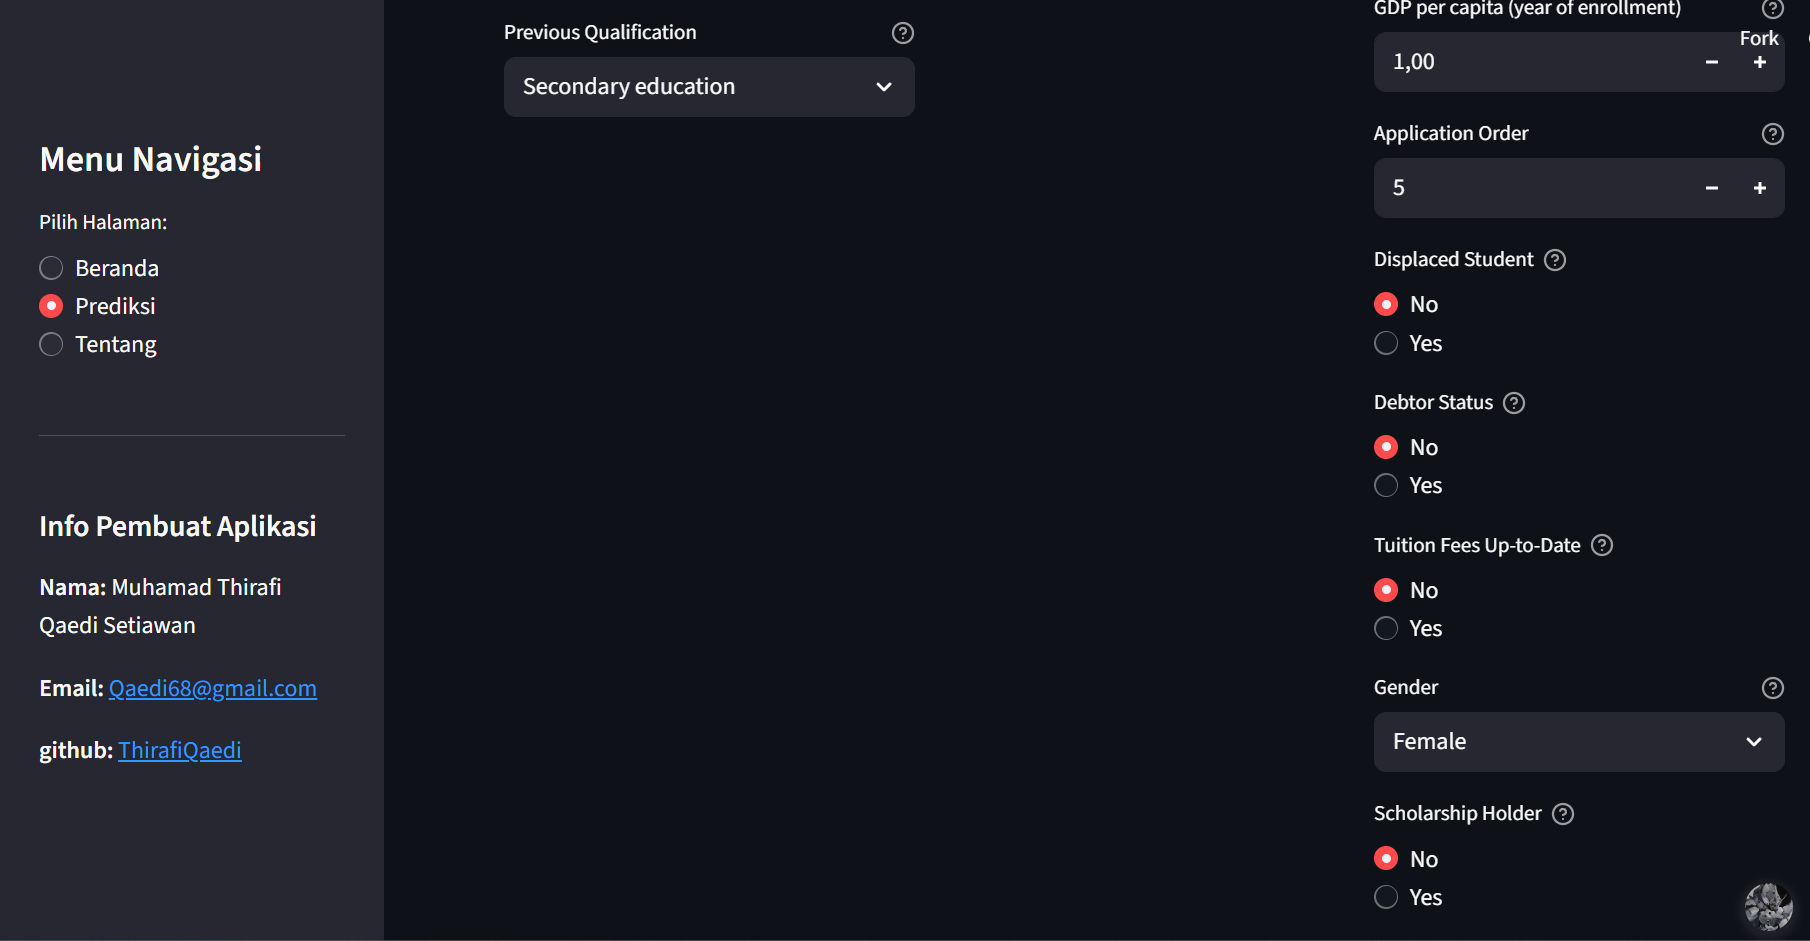 Menu Navigasi
Pilih Halaman:
Beranda
Prediksi
Tentang
Info Pembuat Aplikasi
Nama: Muhamad Thirafi
Qaedi Setiawan
Email: Qaedi68@gmail.com
github: ThirafiQaedi
Previous Qualification
Secondary education
GDP per capita (year of enrollment)
Fork
1,00
Application Order
5
Displaced Student
No
Yes
Debtor Status
No
Yes
Tuition Fees Up-to-Date
No
Yes
Gender
Female
Scholarship Holder
No
Yes